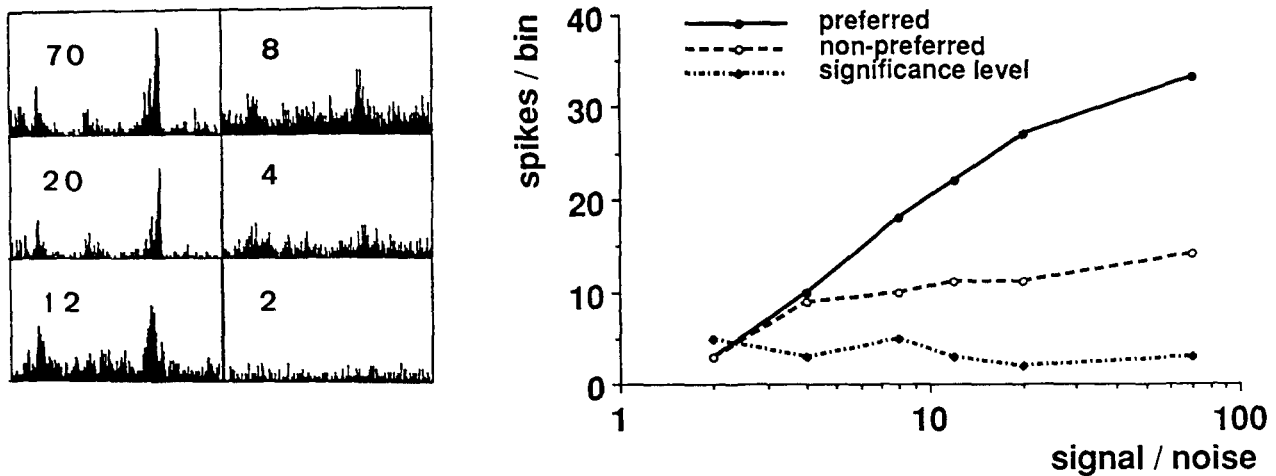 70
8
20
4
12
2
spikes / bin
40
30
20
10
0
preferred
non-preferred
significance level
1
10
100
signal / noise